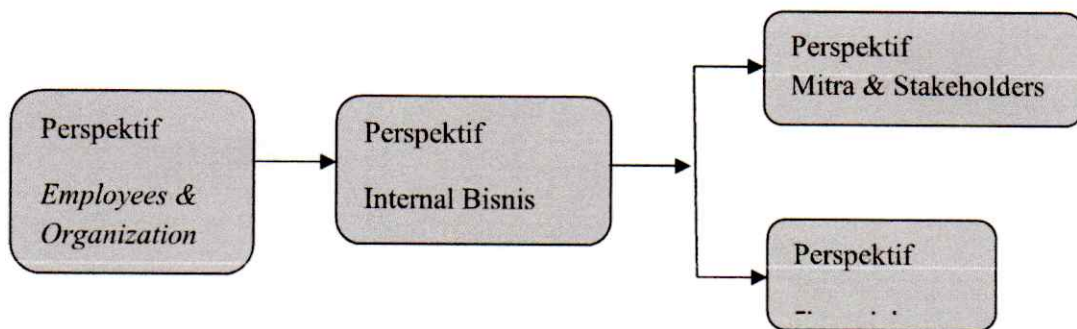 Perspektif
Employees &
Organization
Perspektif
Internal Bisnis
Perspektif
Mitra & Stakeholders
Perspektif